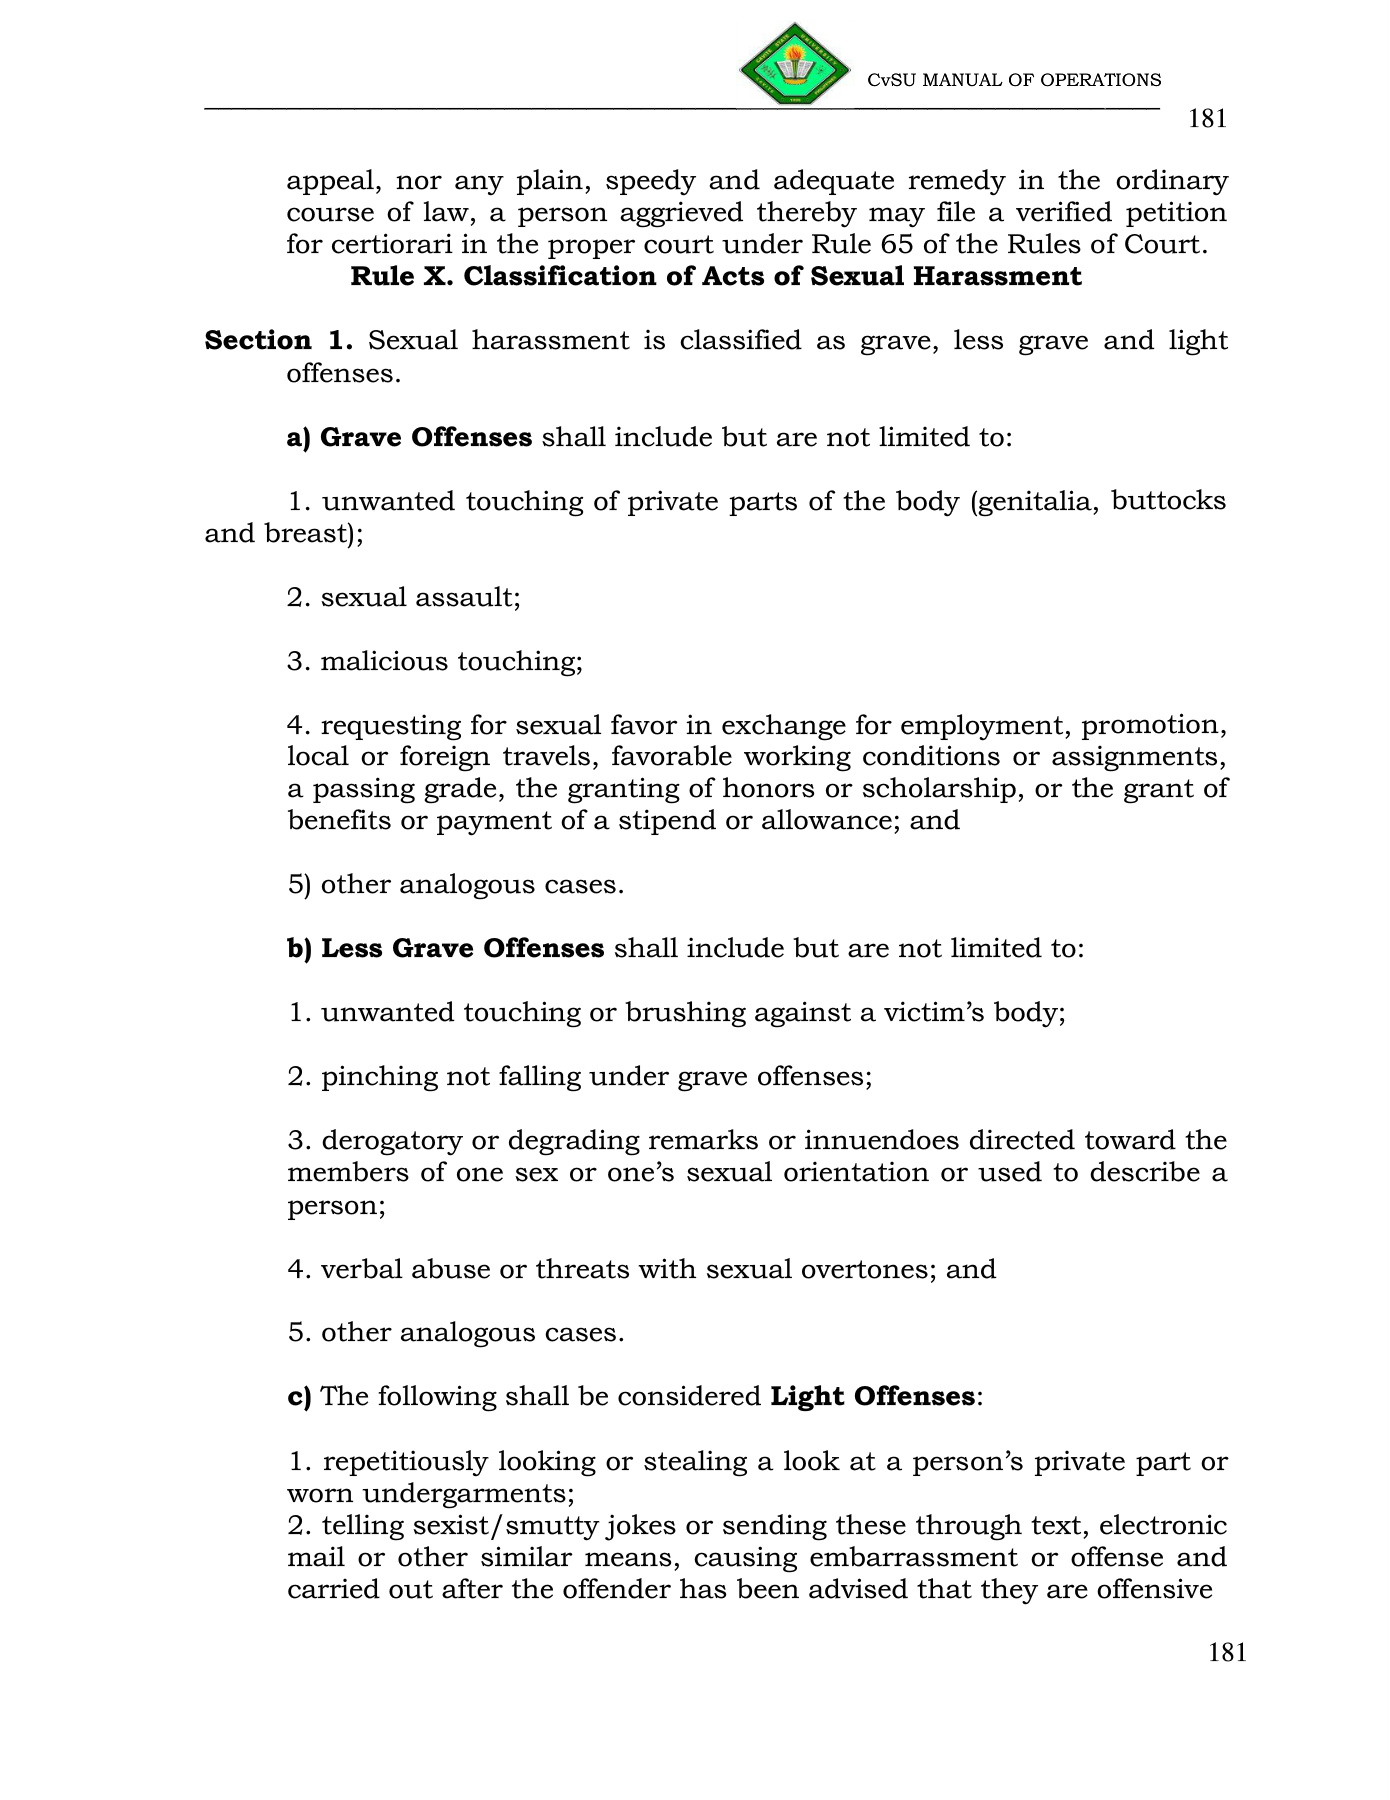 CvSU MANUAL OF OPERATIONS
181
appeal, nor any plain, speedy and adequate remedy in the ordinary
course of law, a person aggrieved thereby may file a verified petition
for certiorari in the proper court under Rule 65 of the Rules of Court.
Rule X. Classification of Acts of Sexual Harassment
Section 1. Sexual harassment is classified as grave, less grave and light
offenses.
a) Grave Offenses shall include but are not limited to:
1. unwanted touching of private parts of the body (genitalia, buttocks
and breast);
2. sexual assault;
3. malicious touching;
4. requesting for sexual favor in exchange for employment, promotion,
local or foreign travels, favorable working conditions or assignments,
a passing grade, the granting of honors or scholarship, or the grant of
benefits or payment of a stipend or allowance; and
5) other analogous cases.
b) Less Grave Offenses shall include but are not limited to:
1. unwanted touching or brushing against a victim’s body;
2. pinching not falling under grave offenses;
3. derogatory or degrading remarks or innuendoes directed toward the
members of one sex or one’s sexual orientation or used to describe a
person;
4. verbal abuse or threats with sexual overtones; and
5. other analogous cases.
c) The following shall be considered Light Offenses:
1. repetitiously looking or stealing a look at a person’s private part or
worn undergarments;
2. telling sexist/smutty jokes or sending these through text, electronic
mail or other similar means, causing embarrassment or offense and
carried out after the offender has been advised that they are offensive
181